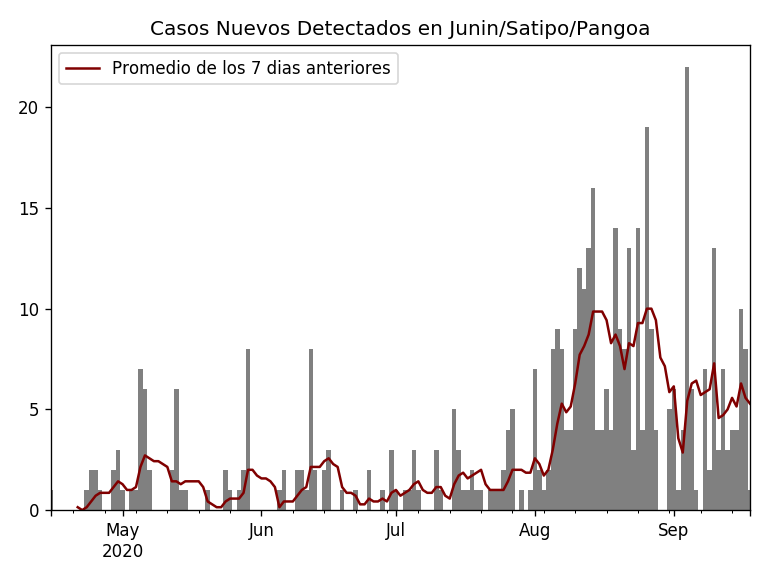 Casos Nuevos Detectados en Junin/Satipo/Pangoa
Promedio de los 7 dias anteriores
20
15
10
5
0
May Jun Jul Aug Sep
2020